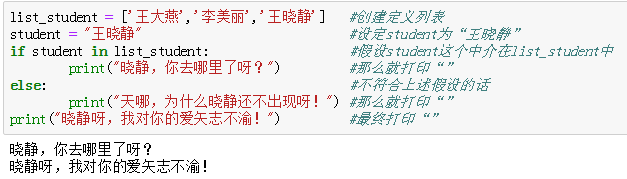 list_student = ['王大燕','李美丽','王晓静']   #创建定义列表
student = "王晓静"   #设定student为“王晓静”
if student in list_student:   #假设student这个中介在list_student中
        print("晓静，你去哪里了呀？")   #那么就打印“”
else:   #不符合上述假设的话
        print("天哪，为什么晓静还不出现呀！")   #那么就打印“”
print("晓静呀，我对你的爱矢志不渝！")   #最终打印“”
晓静，你去哪里了呀？
晓静呀，我对你的爱矢志不渝！